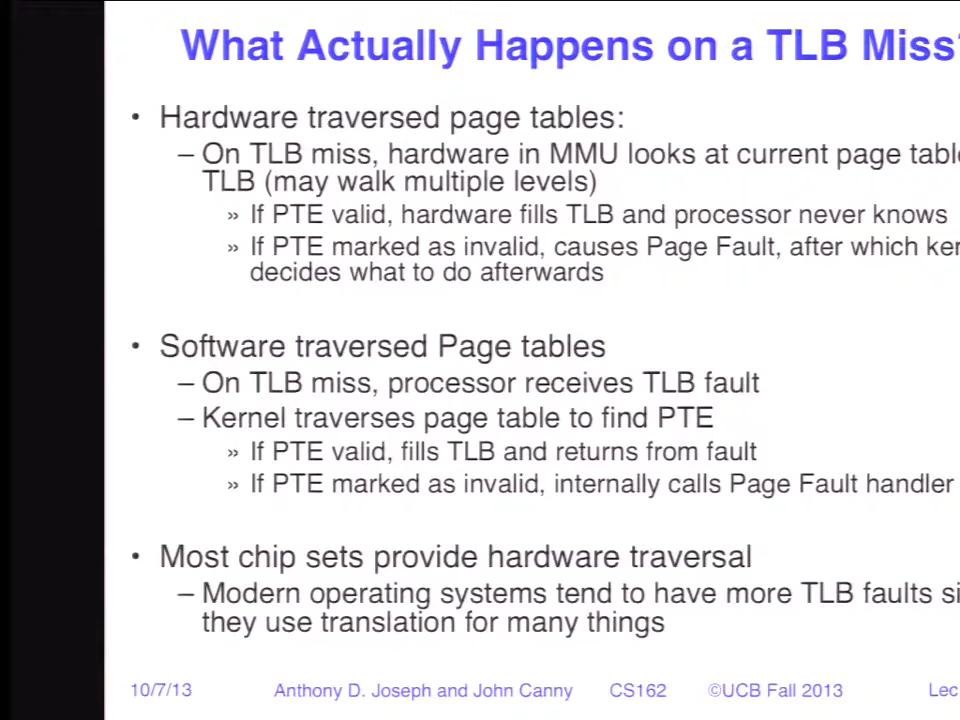 What Actually Happens on a TLB Miss?
• Hardware traversed page tables:
– On TLB miss, hardware in MMU looks at current page table
TLB (may walk multiple levels)
» If PTE valid, hardware fills TLB and processor never knows
» If PTE marked as invalid, causes Page Fault, after which ker
decides what to do afterwards
• Software traversed Page tables
– On TLB miss, processor receives TLB fault
– Kernel traverses page table to find PTE
» If PTE valid, fills TLB and returns from fault
» If PTE marked as invalid, internally calls Page Fault handler
• Most chip sets provide hardware traversal
– Modern operating systems tend to have more TLB faults si
they use translation for many things
10/7/13 Anthony D. Joseph and John Canny CS162 ©UCB Fall 2013 Lec